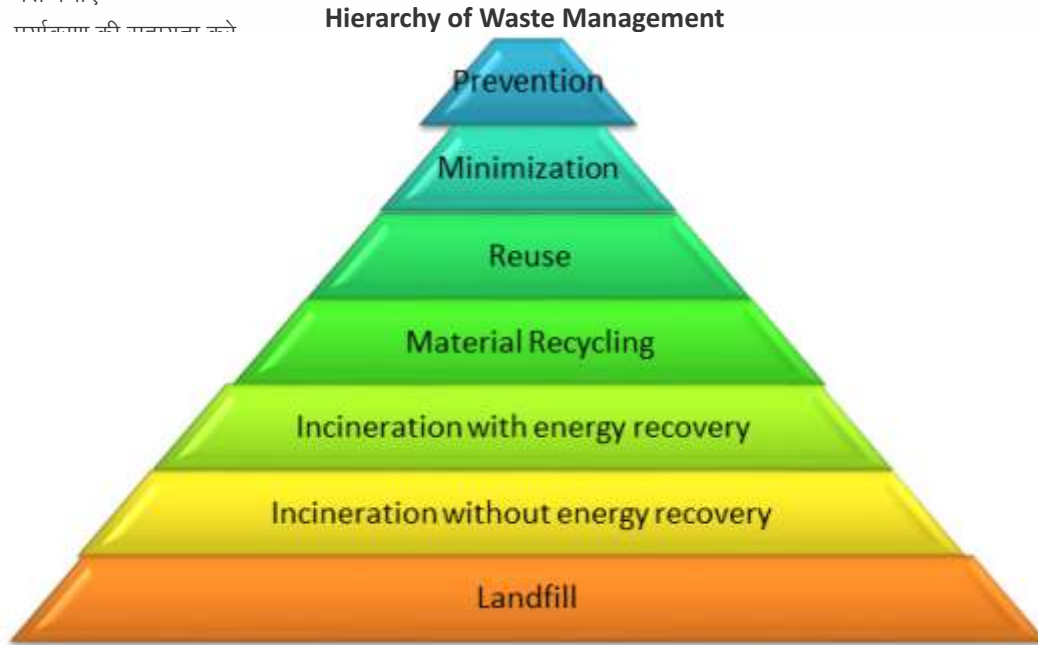 Hierarchy of Waste Management
Prevention
Minimization
Reuse
Material Recycling
Incineration with energy recovery
Incineration without energy recovery
Landfill